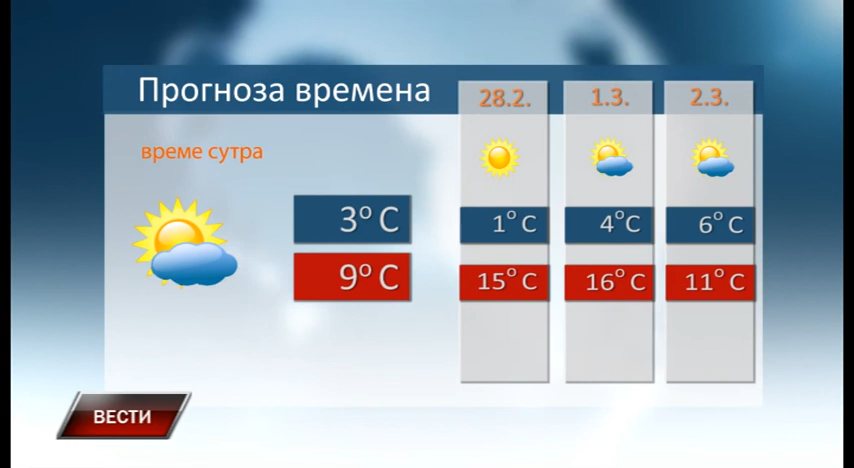 Прогноза времена
28.2.
1.3.
2.3.
време сутра
3° C
1° C
4°C
6° C
9° C
15° C
16° C
11° C
ВЕСТИ